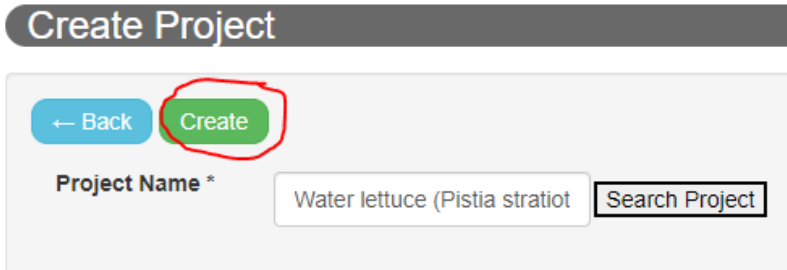 Create Project
← Back Create
Project Name * Water lettuce (Pistia stratiot Search Project